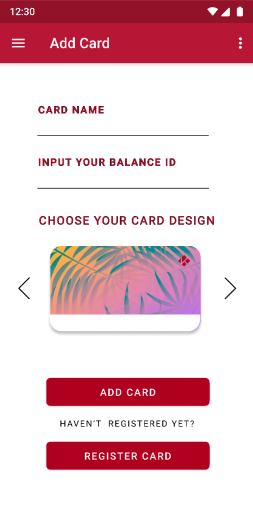 12:30
Add Card
CARD NAME
INPUT YOUR BALANCE ID
CHOOSE YOUR CARD DESIGN
ADD CARD
HAVEN'T REGISTERED YET?
REGISTER CARD